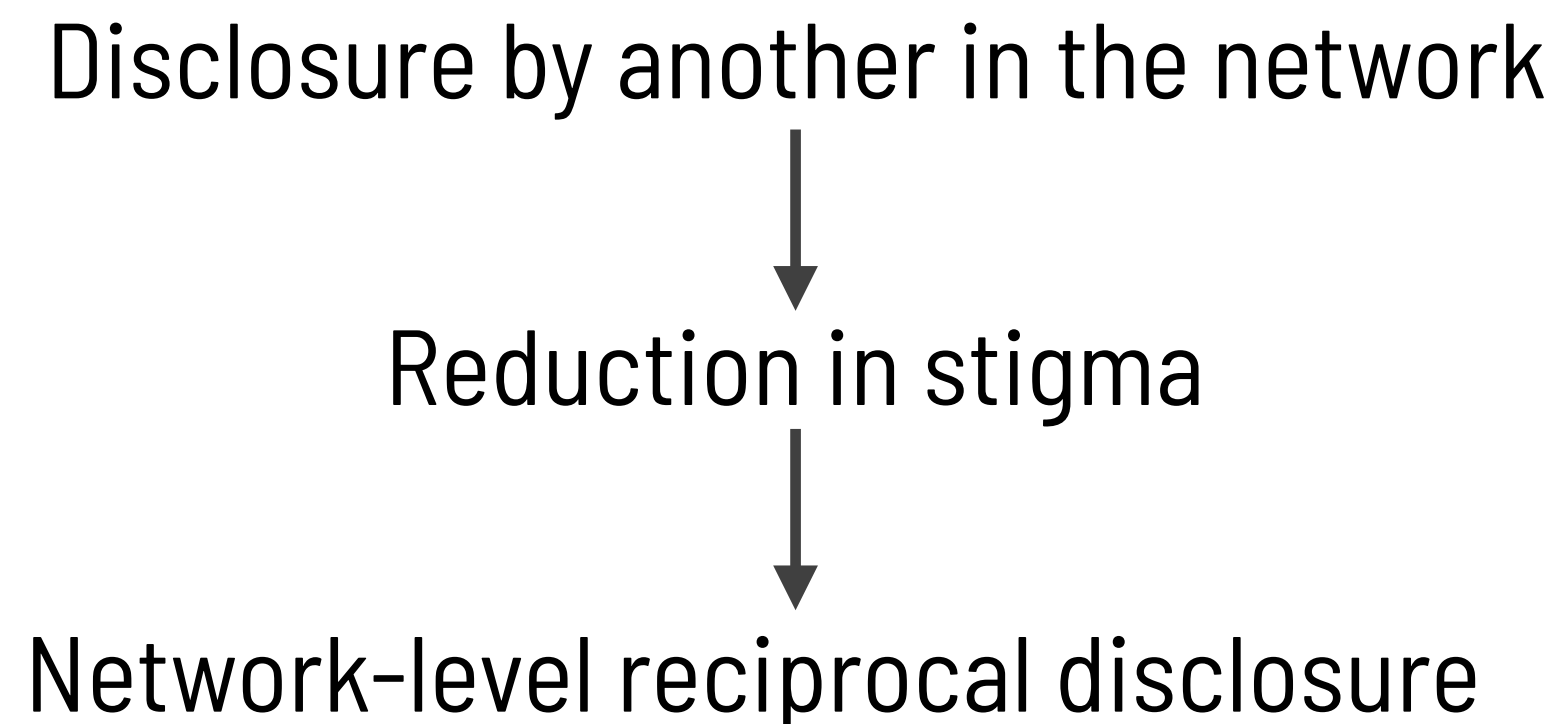 Disclosure by another in the network
Reduction in stigma
Network-level reciprocal disclosure